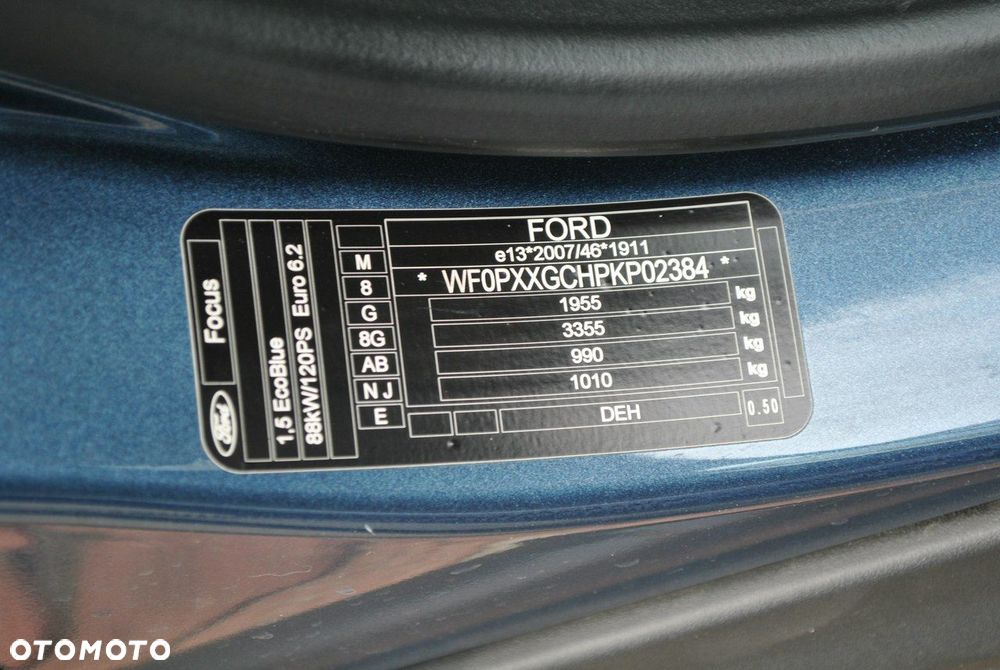 Ford
Focus
1,5 EcoBlue
88kW/120PS Euro 6.2
M
8
G
8G
AB
N J
E
FORD
e13*2007/46*1911
* WF0PXXGCHPKP02384 *
1955 kg
3355 kg
990 kg
1010 kg
DEH
0.50
OTOMOTO